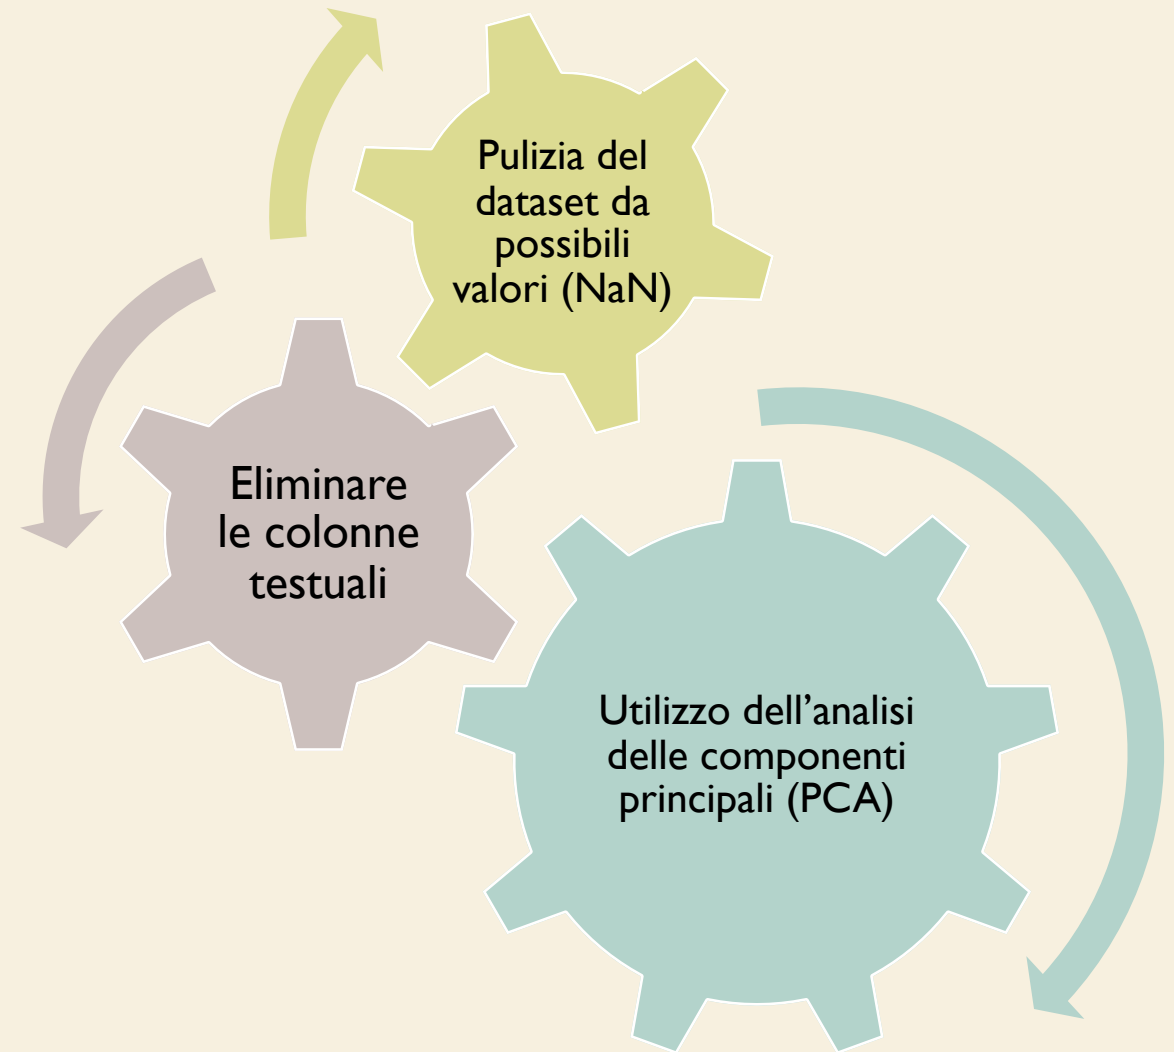 Pulizia del
dataset da
possibili
valori (NaN)
Eliminare
le colonne
testuali
Utilizzo dell’analisi
delle componenti
principali (PCA)